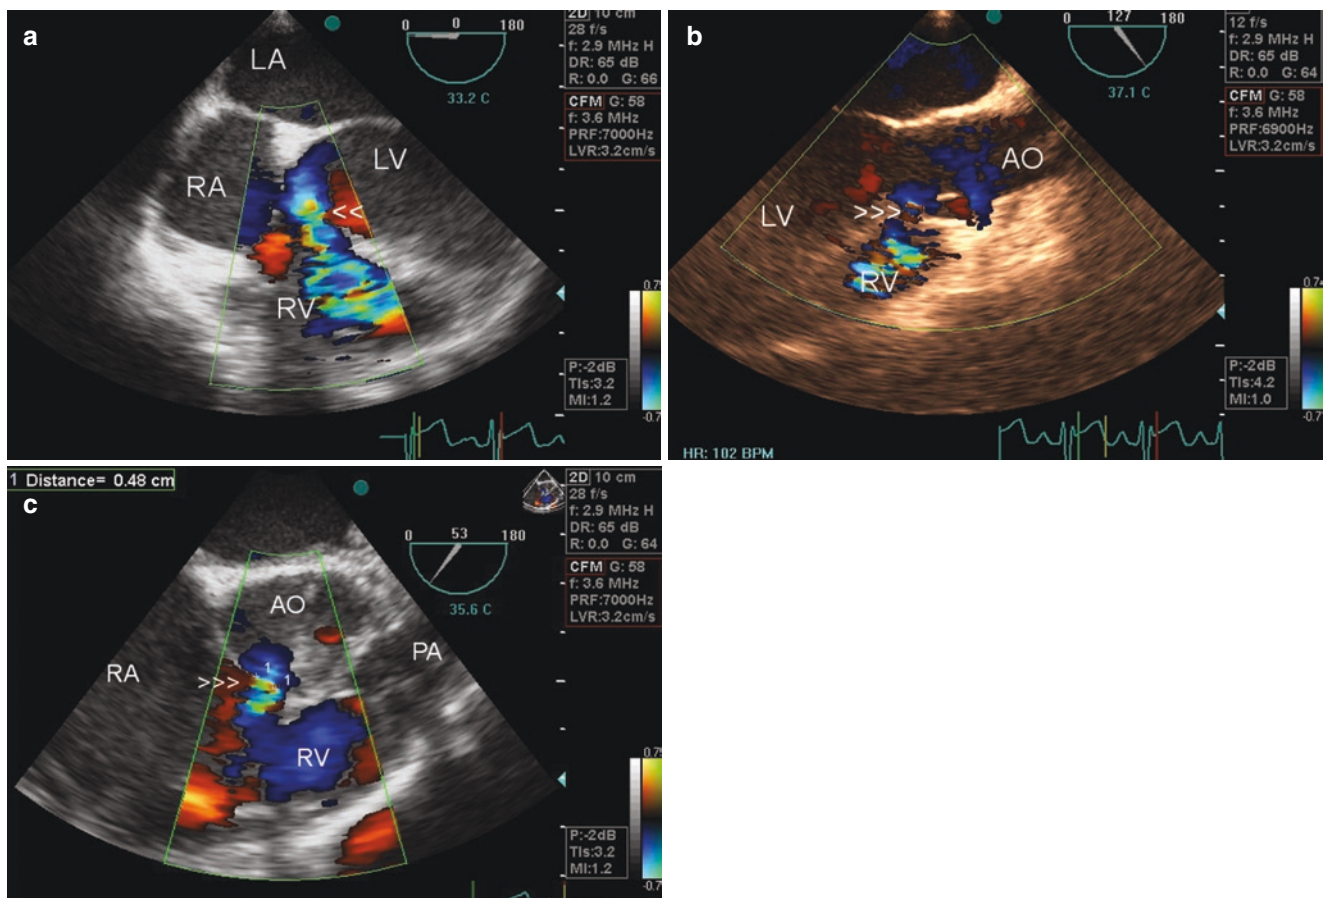 a
LA
RA
LV
<<
RV
0 0 180
33.2 C
2D 10 cm
28 f/s
f: 2.9 MHz H
DR: 65 dB
R: 0.0 G: 66
CFM G: 58
f: 3.6 MHz
PRF:7000Hz
LVR:3.2cm/s
P:-2dB
TIs:3.2
MI:1.2
b
0 127 180
37.1 C
12 f/s
f: 2.9 MHz H
DR: 65 dB
R: 0.0 G: 64
CFM G: 58
f: 3.6 MHz
PRF:6900Hz
LVR:3.2cm/s
AO
LV
>>>
RV
P:-2dB
TIs:4.2
MI:1.0
HR: 102 BPM
1 Distance= 0.48 cm
c
0 53 180
35.6 C
2D 10 cm
28 f/s
f: 2.9 MHz H
DR: 65 dB
R: 0.0 G: 64
CFM G: 58
f: 3.6 MHz
PRF:7000Hz
LVR:3.2cm/s
AO
PA
RA
>>>
1
1
RV
P:-2dB
TIs:3.2
MI:1.2